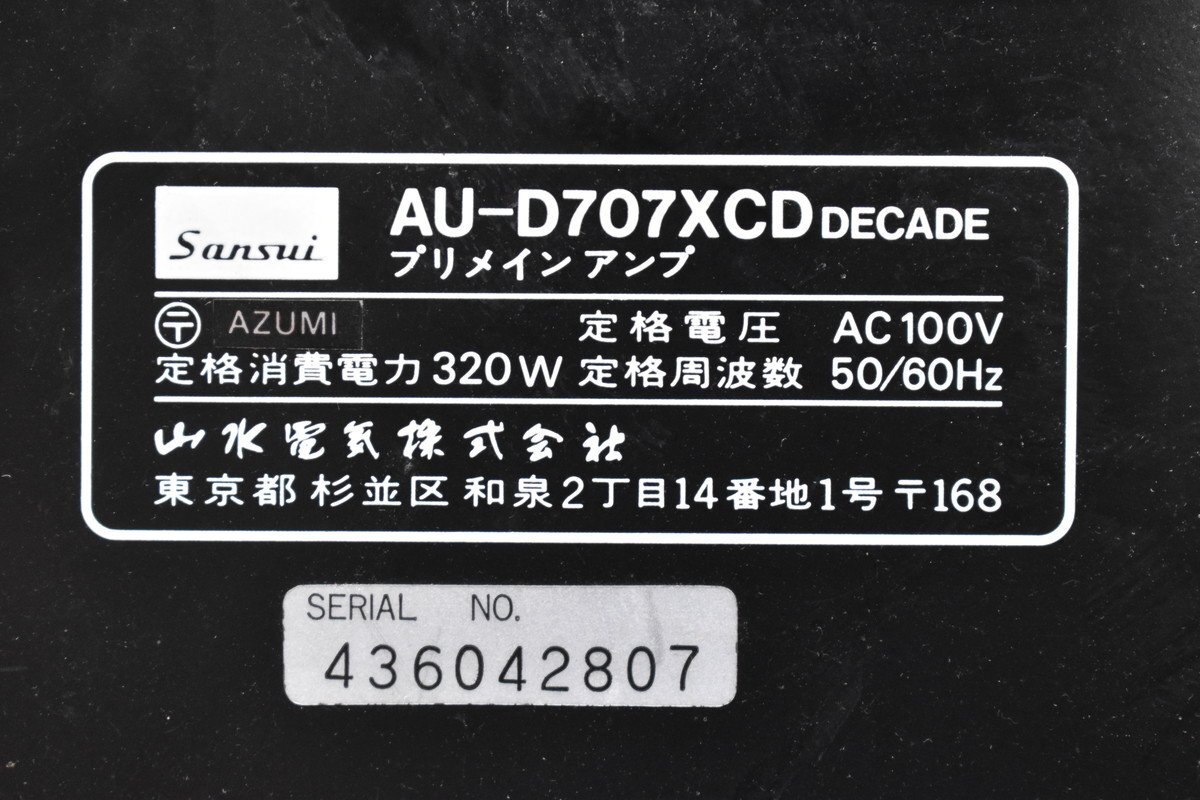 Sansui
AU-D707XCD DECADE
プリメインアンプ
〒 AZUMI 定格電圧 AC100V
定格消費電力 320W 定格周波数 50/60Hz
山水電気株式会社
東京都 杉並区 和泉2丁目14番地1号 〒168
SERIAL NO.
436042807